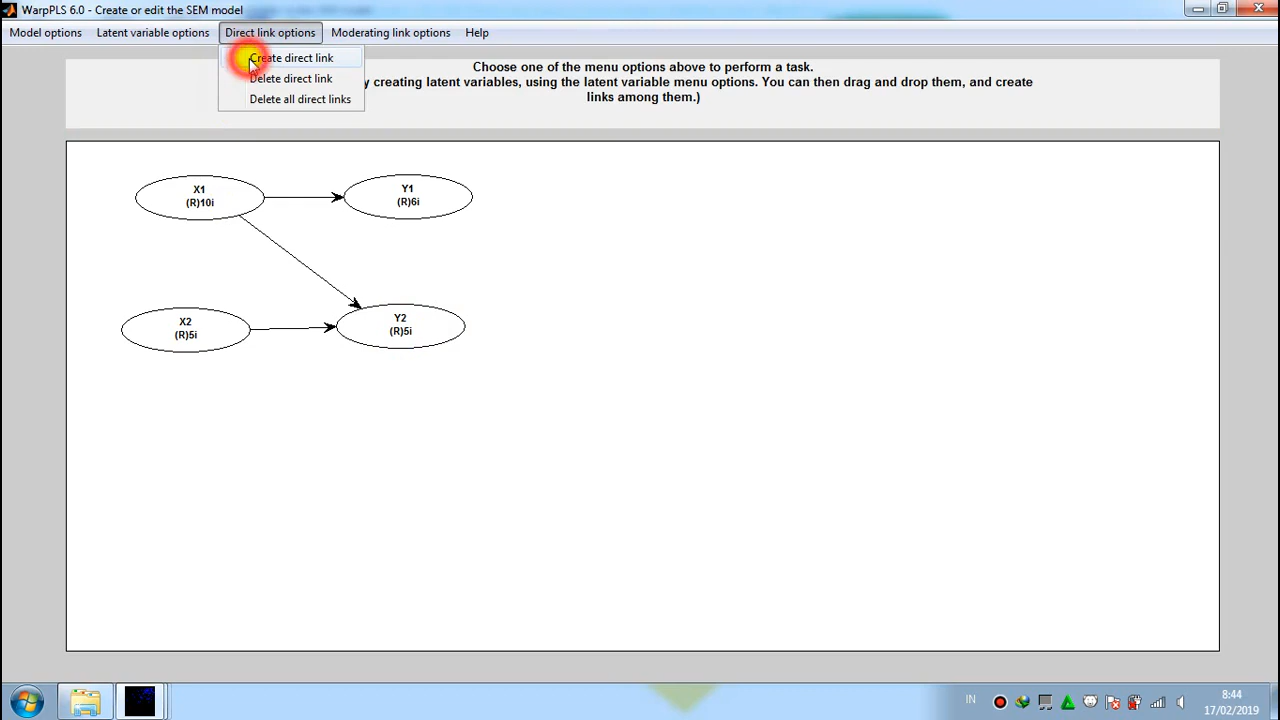 WarpPLS 6.0 - Create or edit the SEM model
Model options Latent variable options Direct link options Moderating link options Help
Create direct link
Delete direct link
Delete all direct links
Choose one of the menu options above to perform a task.
by creating latent variables, using the latent variable menu options. You can then drag and drop them, and create
links among them.)
X1
(R)10i
Y1
(R)6i
X2
(R)5i
Y2
(R)5i
IN
8:44
17/02/2019